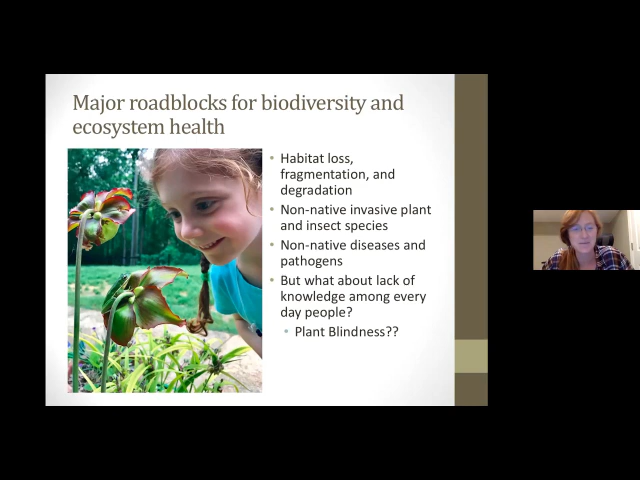 Major roadblocks for biodiversity and
ecosystem health
• Habitat loss,
fragmentation, and
degradation
• Non-native invasive plant
and insect species
• Non-native diseases and
pathogens
• But what about lack of
knowledge among every
day people?
• Plant Blindness??